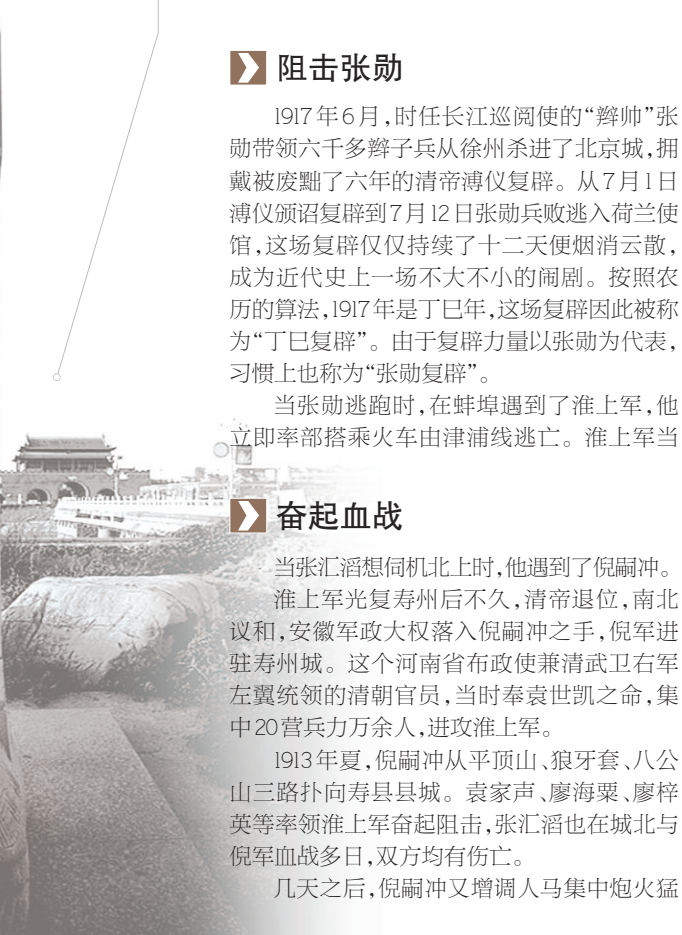 阻击张勋
1917年6月，时任长江巡阅使的“辫帅”张
勋带领六千多辫子兵从徐州杀进了北京城，拥
戴被废黜了六年的清帝溥仪复辟。从7月1日
溥仪颁诏复辟到7月12日张勋兵败逃入荷兰使
馆，这场复辟仅仅持续了十二天便烟消云散，
成为近代史上一场不大不小的闹剧。按照农
历的算法，1917年是丁巳年，这场复辟因此被称
为“丁巳复辟”。由于复辟力量以张勋为代表，
习惯上也称为“张勋复辟”。
当张勋逃跑时，在蚌埠遇到了淮上军，他
立即率部搭乘火车由津浦线逃亡。淮上军当
奋起血战
当张汇滔想伺机北上时，他遇到了倪嗣冲。
淮上军光复寿州后不久，清帝退位，南北
议和，安徽军政大权落入倪嗣冲之手，倪军进
驻寿州城。这个河南省布政使兼清武卫右军
左翼统领的清朝官员，当时奉袁世凯之命，集
中20营兵力万余人，进攻淮上军。
1913年夏，倪嗣冲从平顶山、狼牙套、八公
山三路扑向寿县县城。袁家声、廖海粟、廖梓
英等率领淮上军奋起阻击，张汇滔也在城北与
倪军血战多日，双方均有伤亡。
几天之后，倪嗣冲又增调人马集中炮火猛